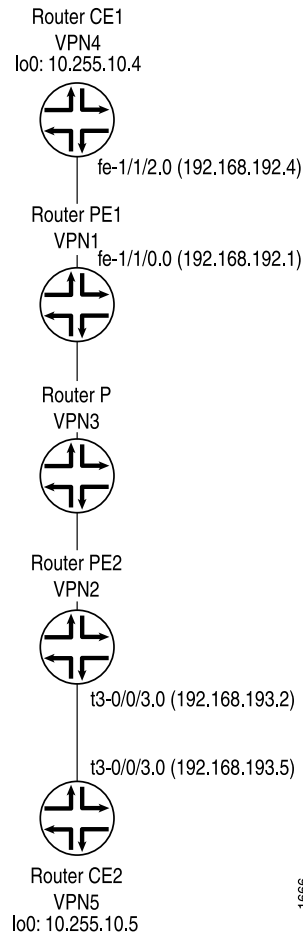 Router CE1
VPN4
lo0: 10.255.10.4
fe-1/1/2.0 (192.168.192.4)
Router PE1
VPN1
fe-1/1/0.0 (192.168.192.1)
Router P
VPN3
Router PE2
VPN2
t3-0/0/3.0 (192.168.193.2)
t3-0/0/3.0 (192.168.193.5)
Router CE2
VPN5
lo0: 10.255.10.5
1666